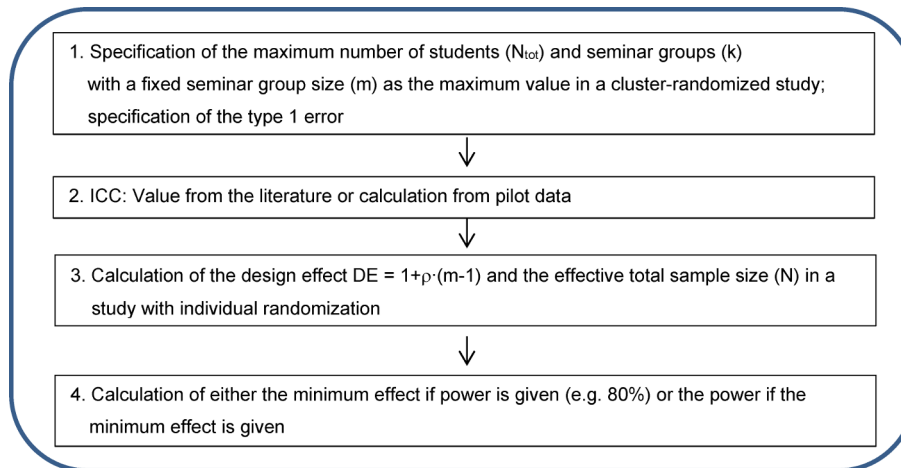 1. Specification of the maximum number of students (Ntot) and seminar groups (k)
with a fixed seminar group size (m) as the maximum value in a cluster-randomized study;
specification of the type 1 error
2. ICC: Value from the literature or calculation from pilot data
3. Calculation of the design effect DE = 1+ρ·(m-1) and the effective total sample size (N) in a
study with individual randomization
4. Calculation of either the minimum effect if power is given (e.g. 80%) or the power if the
minimum effect is given